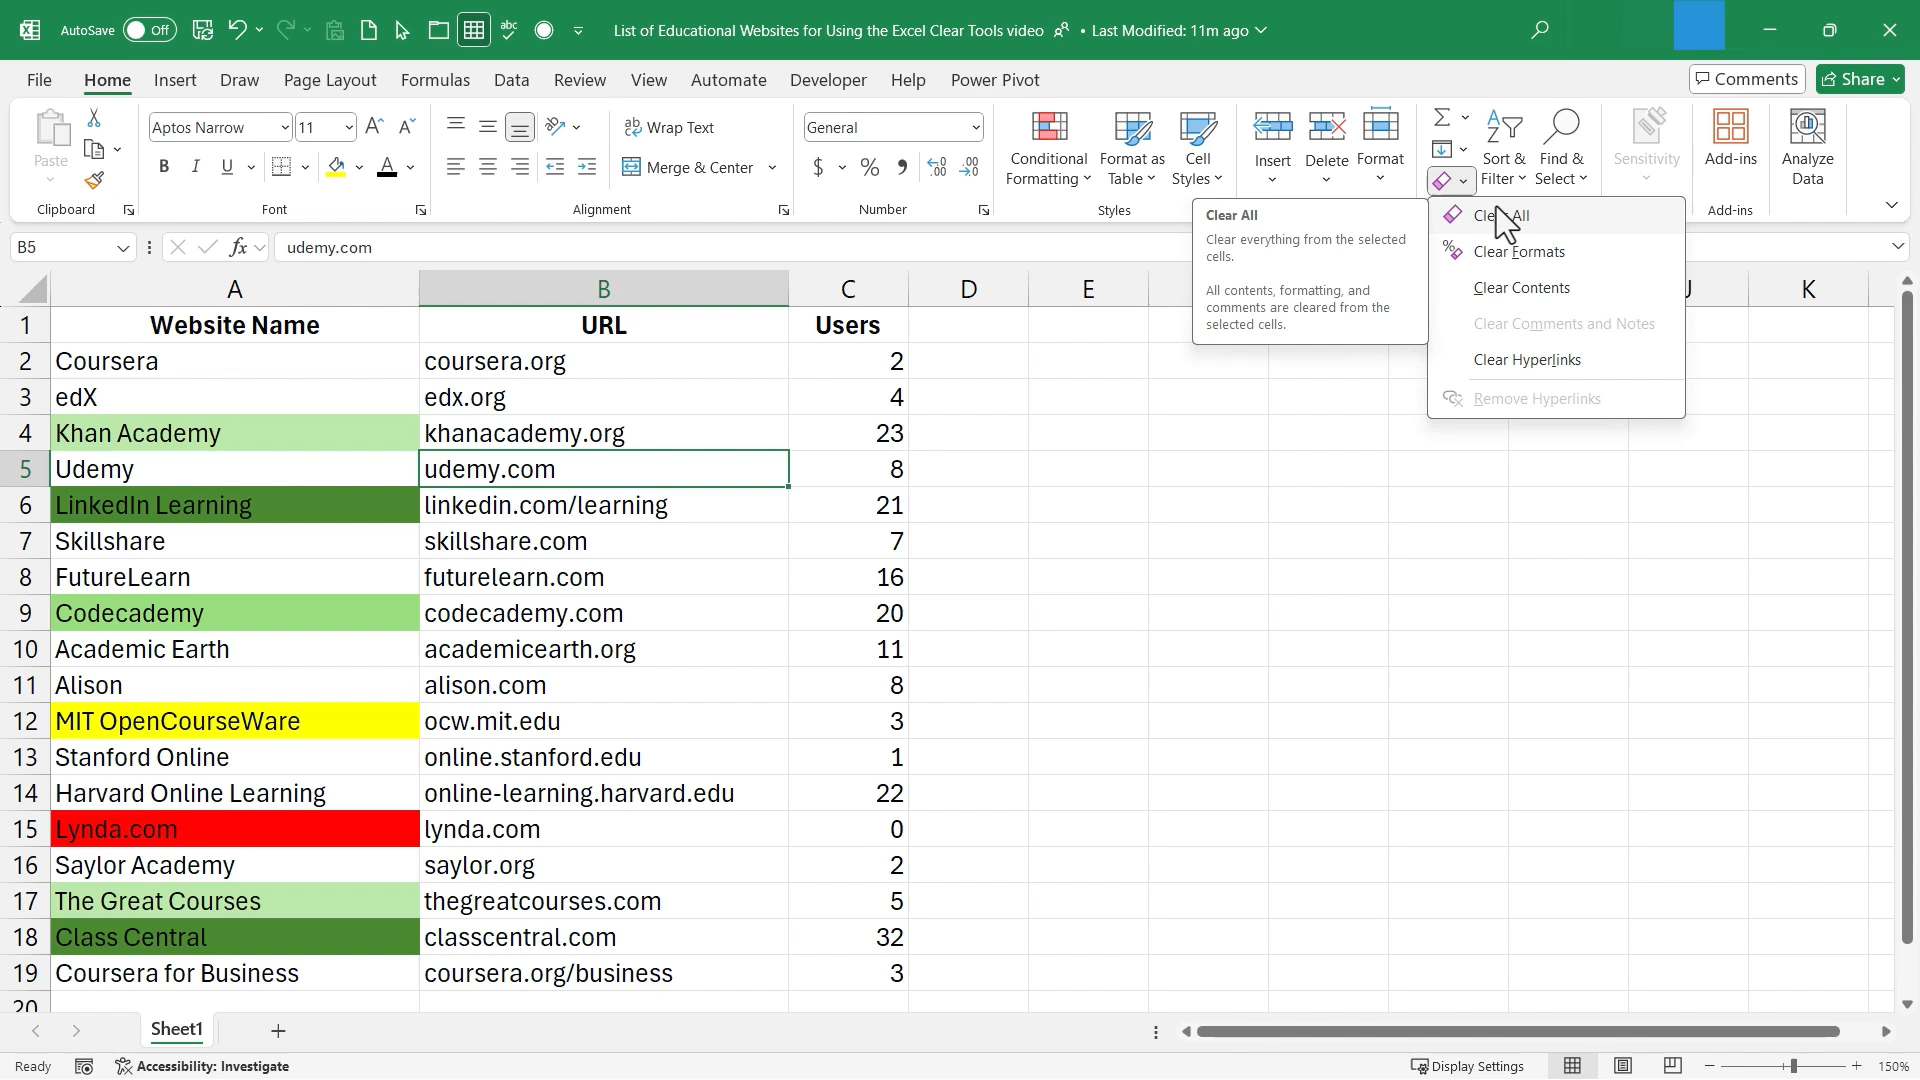 AutoSave Off abc List of Educational Websites for Using the Excel Clear Tools video • Last Modified: 11m ago
File Home Insert Draw Page Layout Formulas Data Review View Automate Developer Help Power Pivot Comments Share
Paste
Clipboard
Aptos Narrow 11
B I U A
Font
ab Wrap Text
Merge & Center
Alignment
General
$ % 9
Number
Conditional Formatting
Format as Table
Cell Styles
Styles
Insert
Delete
Format
Sort & Filter
Find & Select
Sensitivity
Add-ins
Add-ins
Analyze Data
B5 fx udemy.com
Clear All
Clear everything from the selected
cells.
All contents, formatting, and
comments are cleared from the
selected cells.
Clear All
Clear Formats
Clear Contents
Clear Comments and Notes
Clear Hyperlinks
Remove Hyperlinks
A B C D E J K
1 Website Name URL Users
2 Coursera coursera.org 2
3 edX edx.org 4
4 Khan Academy khanacademy.org 23
5 Udemy udemy.com 8
6 LinkedIn Learning linkedin.com/learning 21
7 Skillshare skillshare.com 7
8 FutureLearn futurelearn.com 16
9 Codecademy codecademy.com 20
10 Academic Earth academicearth.org 11
11 Alison alison.com 8
12 MIT OpenCourseWare ocw.mit.edu 3
13 Stanford Online online.stanford.edu 1
14 Harvard Online Learning online-learning.harvard.edu 22
15 Lynda.com lynda.com 0
16 Saylor Academy saylor.org 2
17 The Great Courses thegreatcourses.com 5
18 Class Central classcentral.com 32
19 Coursera for Business coursera.org/business 3
20
Sheet1
Ready Accessibility: Investigate Display Settings 150%